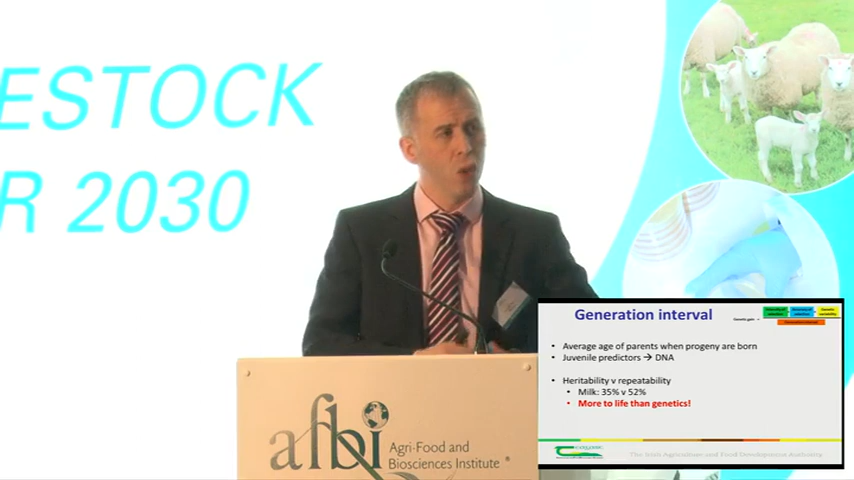 ESTOCK
R 2030
afbi
Agri-Food and
Biosciences Institute
Generation interval
Genetic gain =
• Average age of parents when progeny are born
• Juvenile predictors → DNA
• Heritability v repeatability
• Milk: 35% v 52%
• More to life than genetics!
The Irish Agriculture and Food Development Authority